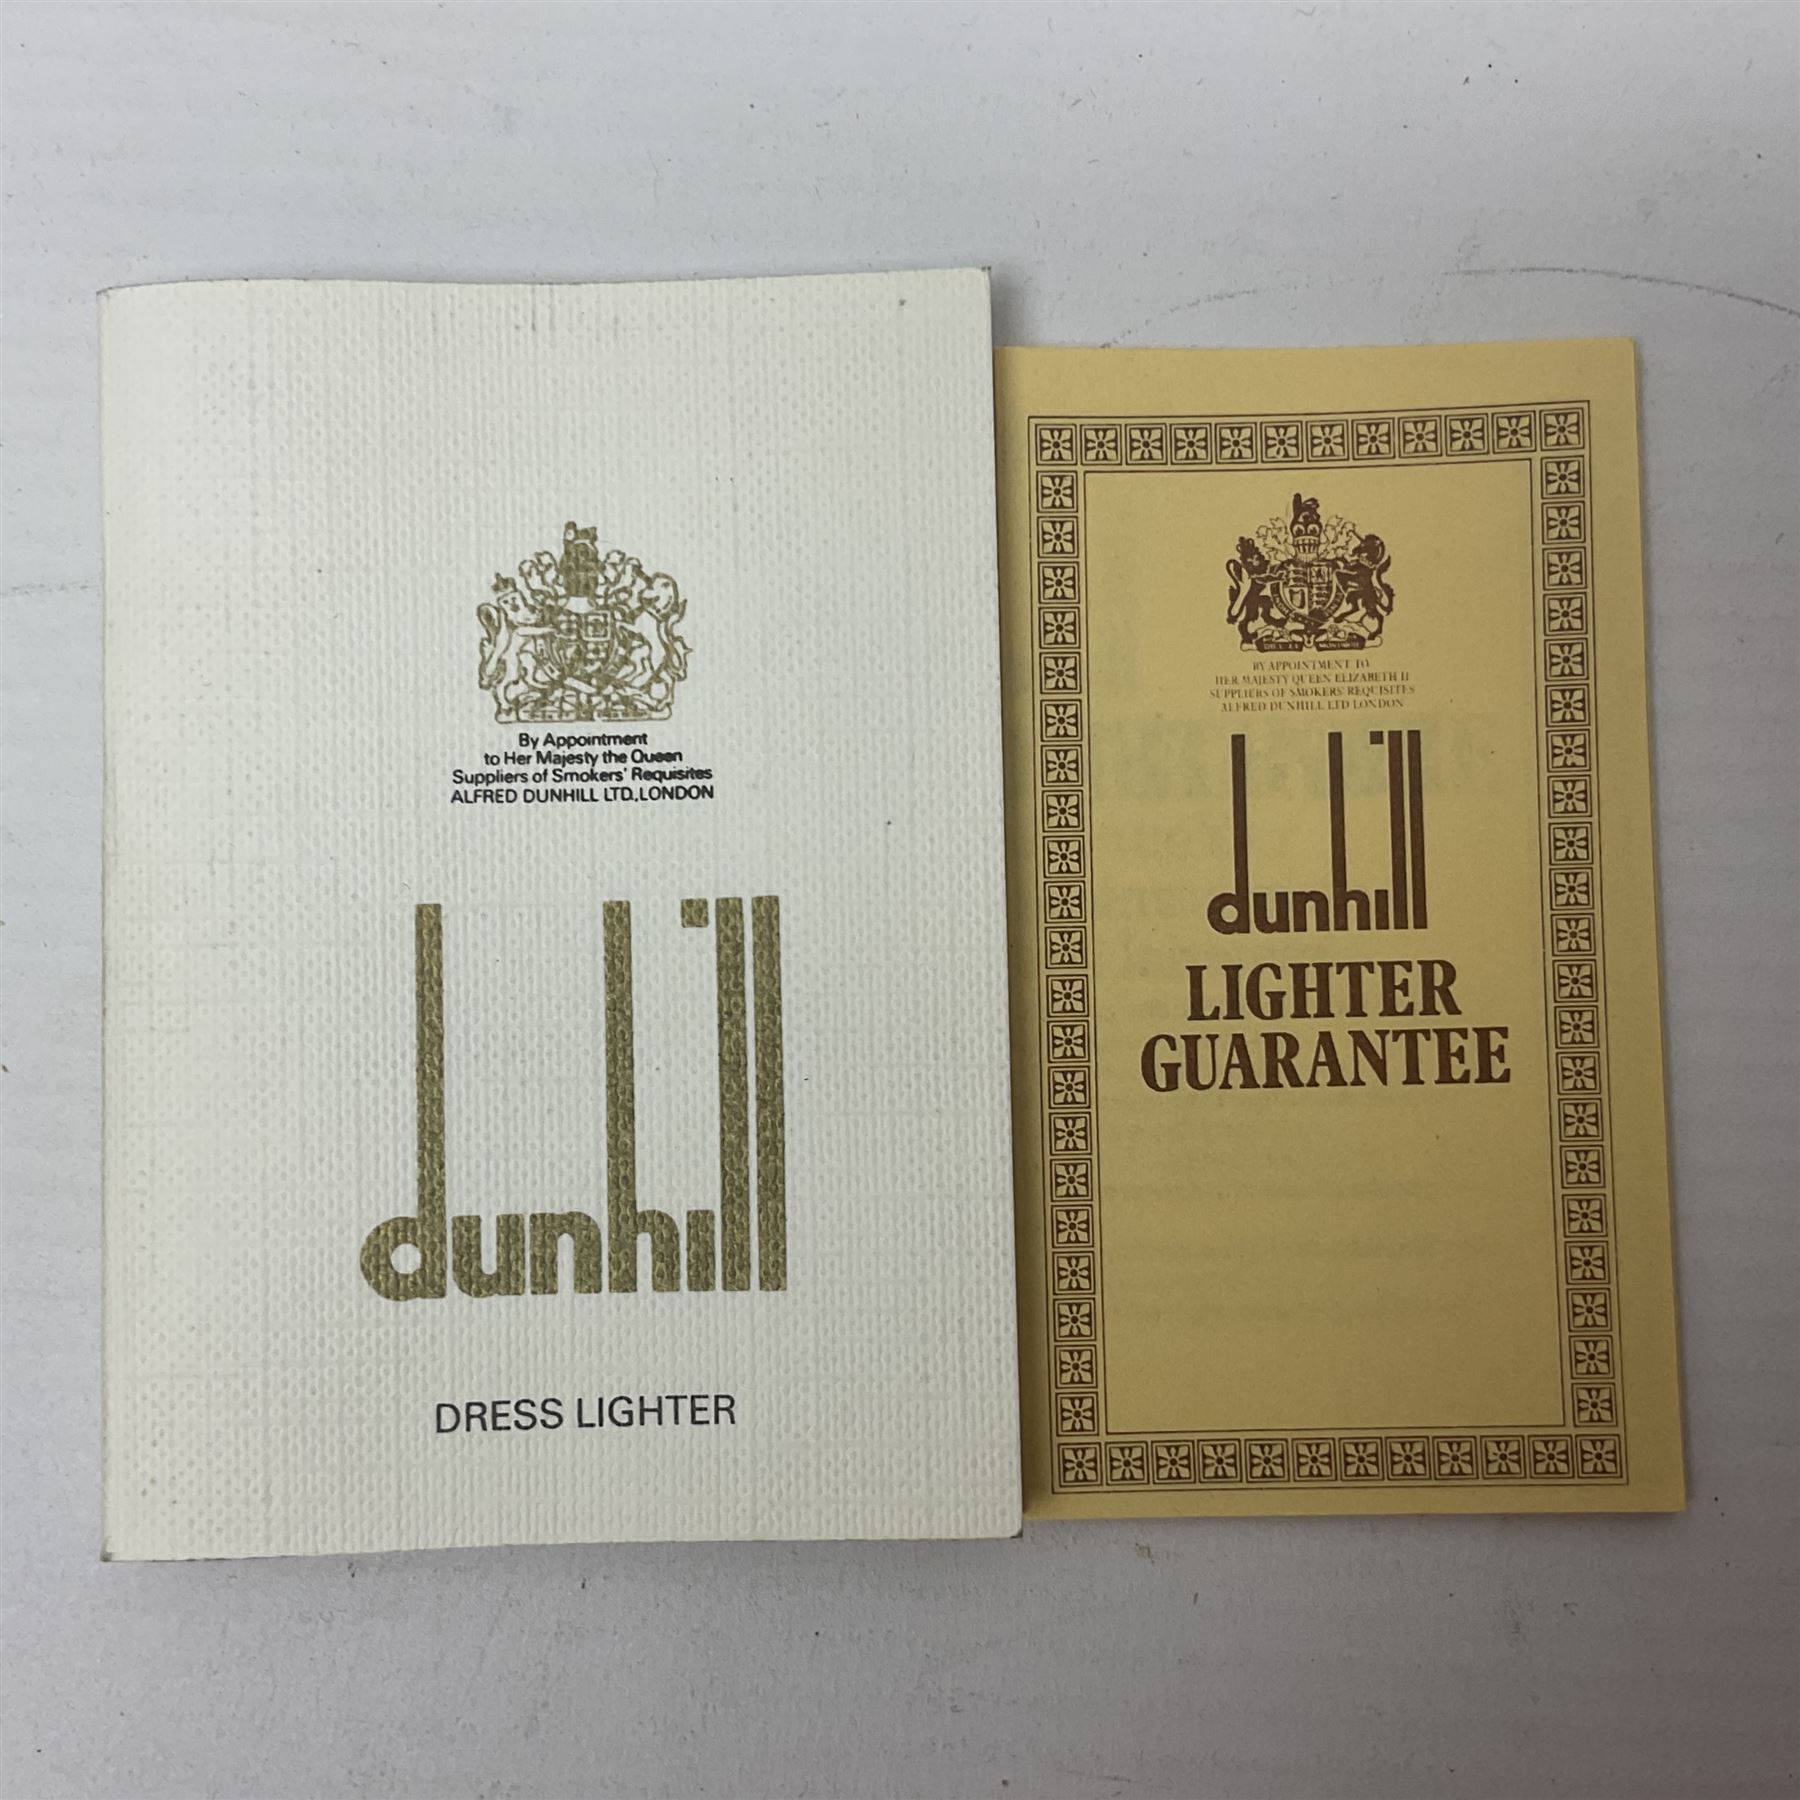 By Appointment
to Her Majesty the Queen
Suppliers of Smokers' Requisites
ALFRED DUNHILL LTD., LONDON
dunhill
DRESS LIGHTER
BY APPOINTMENT TO
HER MAJESTY QUEEN ELIZABETH II
SUPPLIERS OF SMOKERS' REQUISITES
ALFRED DUNHILL LTD LONDON
dunhill
LIGHTER
GUARANTEE